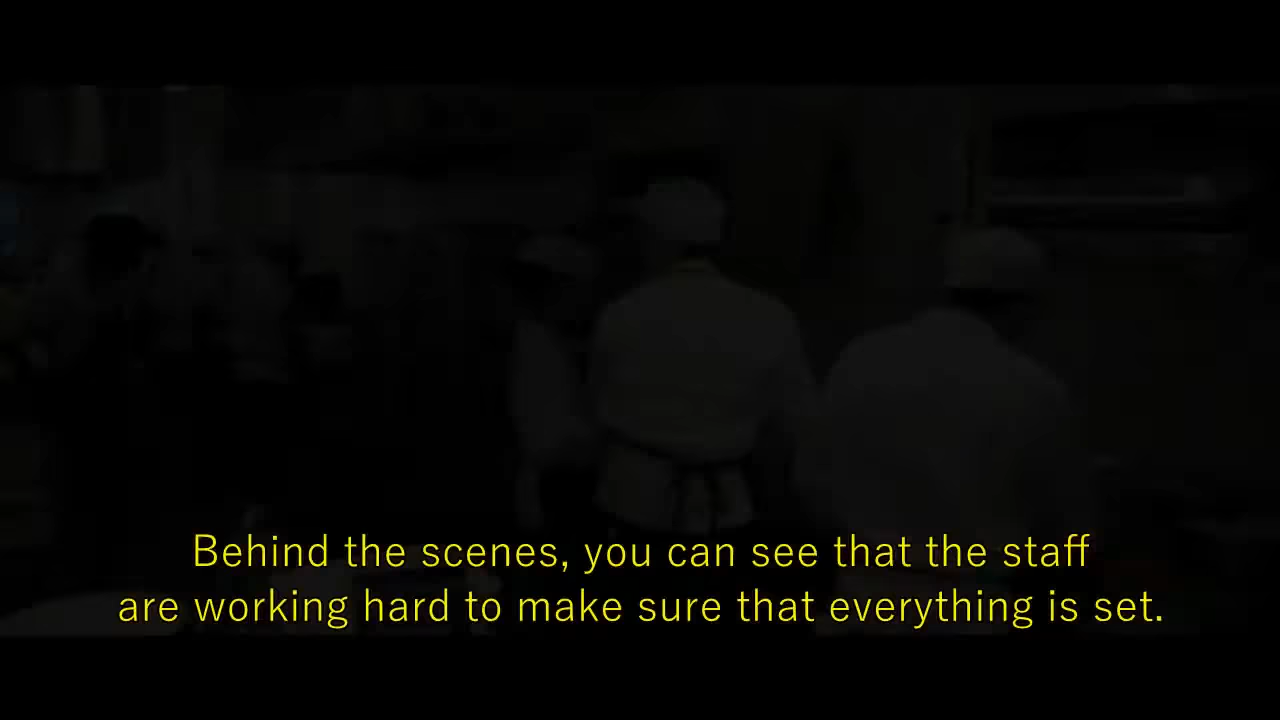 Behind the scenes, you can see that the staff
are working hard to make sure that everything is set.